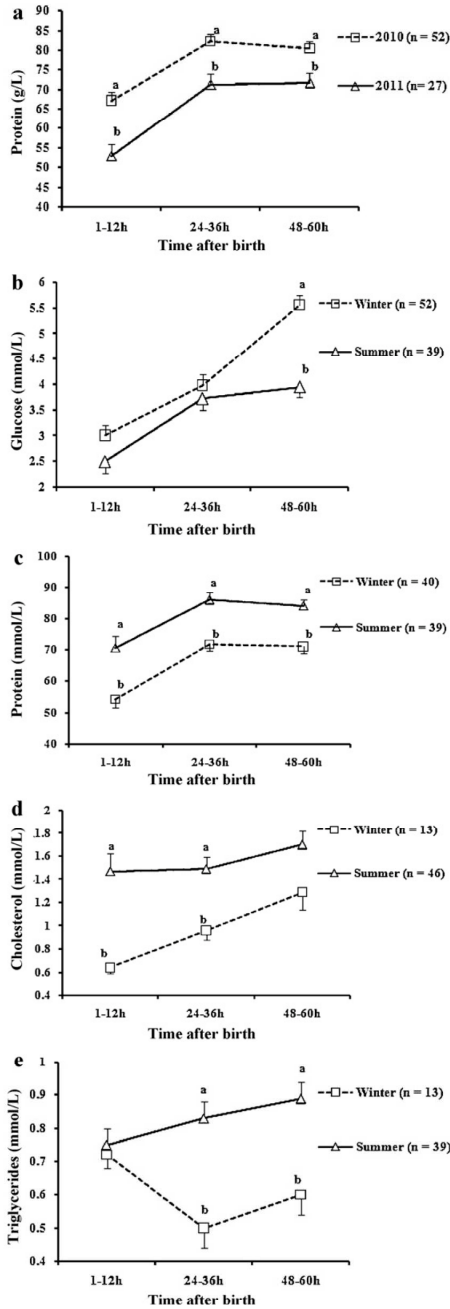 a
90
85
80
75
70
65
60
55
50
45
40
Protein (g/L)
a
a
a
b
b
b
2010 (n = 52)
2011 (n= 27)
1-12h
24-36h
48-60h
Time after birth
b
6
5.5
5
4.5
4
3.5
3
2.5
2
Glucose (mmol/L)
a
b
Winter (n = 52)
Summer (n = 39)
1-12h
24-36h
48-60h
Time after birth
c
100
90
80
70
60
50
40
Protein (mmol/L)
a
a
a
b
b
b
Winter (n = 40)
Summer (n = 39)
1-12h
24-36h
48-60h
Time after birth
d
2
1.8
1.6
1.4
1.2
1
0.8
0.6
0.4
Cholesterol (mmol/L)
a
a
b
b
Winter (n = 13)
Summer (n = 46)
1-12h
24-36h
48-60h
Time after birth
e
1
0.9
0.8
0.7
0.6
0.5
0.4
Triglycerides (mmol/L)
a
a
b
b
Winter (n = 13)
Summer (n = 39)
1-12h
24-36h
48-60h
Time after birth